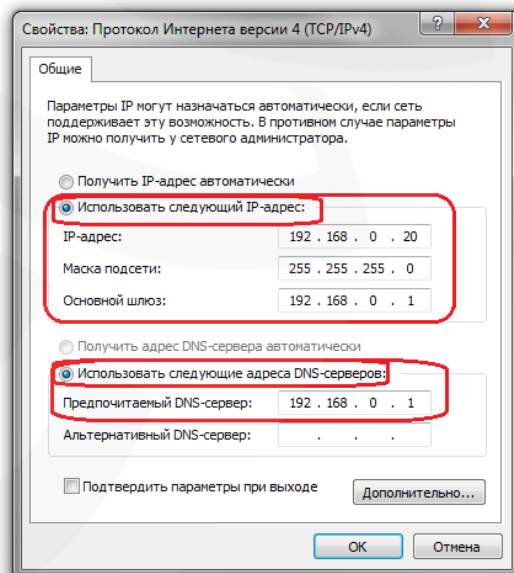 Свойства: Протокол Интернета версии 4 (TCP/IPv4)
?
Общие
Параметры IP могут назначаться автоматически, если сеть
поддерживает эту возможность. В противном случае параметры
IP можно получить у сетевого администратора.
Получить IP-адрес автоматически
Использовать следующий IP-адрес:
IP-адрес: 192 . 168 . 0 . 20
Маска подсети: 255 . 255 . 255 . 0
Основной шлюз: 192 . 168 . 0 . 1
Получить адрес DNS-сервера автоматически
Использовать следующие адреса DNS-серверов:
Предпочитаемый DNS-сервер: 192 . 168 . 0 . 1
Альтернативный DNS-сервер: . . .
Подтвердить параметры при выходе
Дополнительно...
ОК Отмена